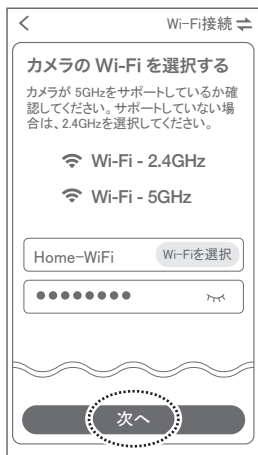 Wi-Fi接続
カメラの Wi-Fi を選択する
カメラが 5GHzをサポートしているか確
認してください。サポートしていない場
合は、2.4GHzを選択してください。
Wi-Fi - 2.4GHz
Wi-Fi - 5GHz
Home-WiFi Wi-Fiを選択
●●●●●●●●
次へ